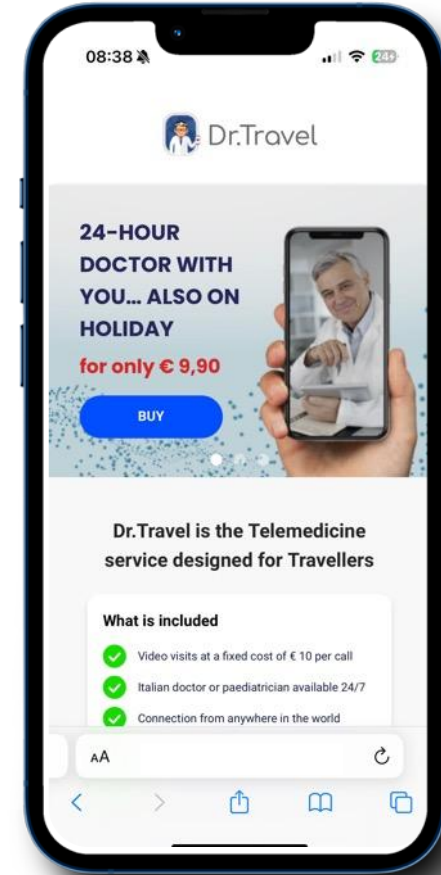 08:38
24
Dr.Travel
24-HOUR
DOCTOR WITH
YOU... ALSO ON
HOLIDAY
for only € 9,90
BUY
Dr.Travel is the Telemedicine
service designed for Travellers
What is included
Video visits at a fixed cost of € 10 per call
Italian doctor or paediatrician available 24/7
Connection from anywhere in the world
AA